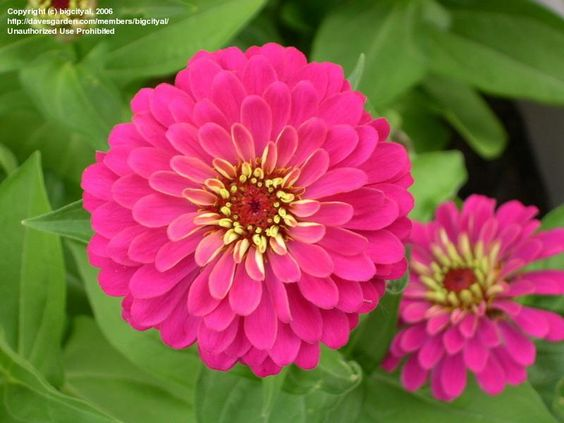 Copyright (c) bigcityal, 2006
http://davesgarden.com/members/bigcityal/
Unauthorized Use Prohibited